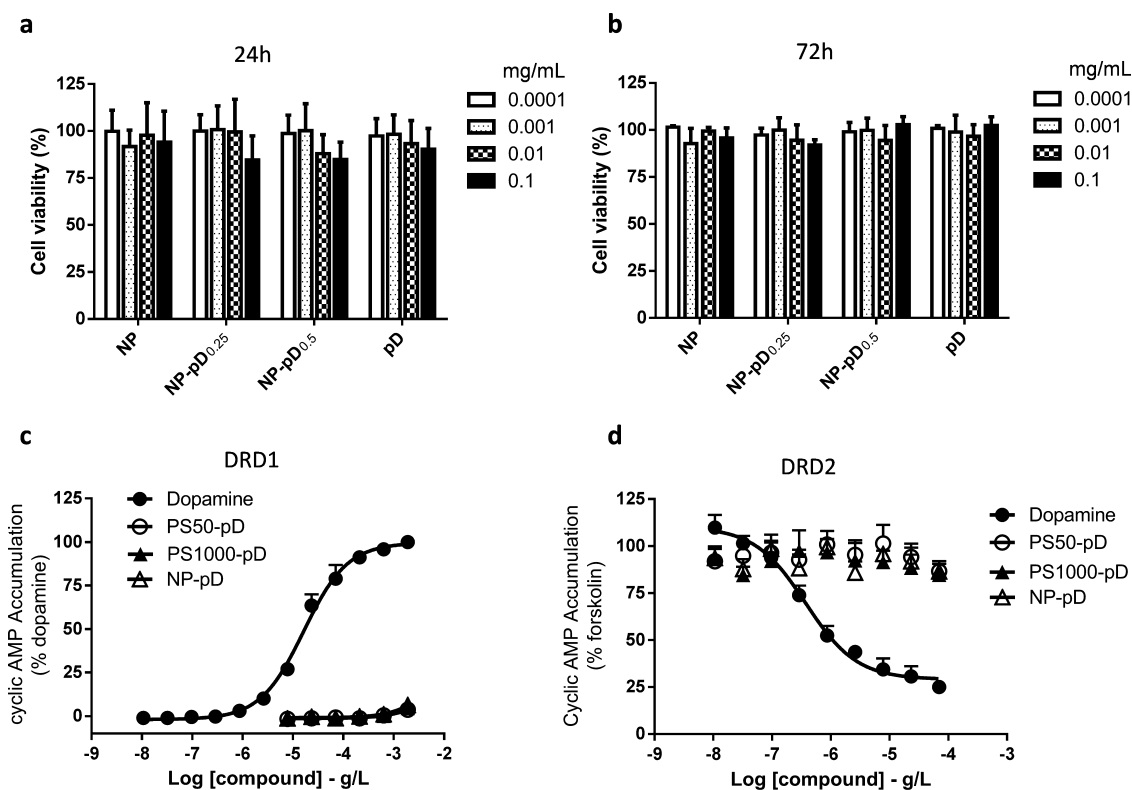 a
24h
mg/mL
0.0001
0.001
0.01
0.1
Cell viability (%)
125
100
75
50
25
0
NP
NP-pD0.25
NP-pD0.5
pD
b
72h
mg/mL
0.0001
0.001
0.01
0.1
Cell viability (%)
125
100
75
50
25
0
NP
NP-pD0.25
NP-pD0.5
pD
c
DRD1
Dopamine
PS50-pD
PS1000-pD
NP-pD
cyclic AMP Accumulation
(% dopamine)
125
100
75
50
25
0
-9 -8 -7 -6 -5 -4 -3 -2
Log [compound] - g/L
d
DRD2
Dopamine
PS50-pD
PS1000-pD
NP-pD
Cyclic AMP Accumulation
(% forskolin)
125
100
75
50
25
0
-9 -8 -7 -6 -5 -4 -3
Log [compound] - g/L